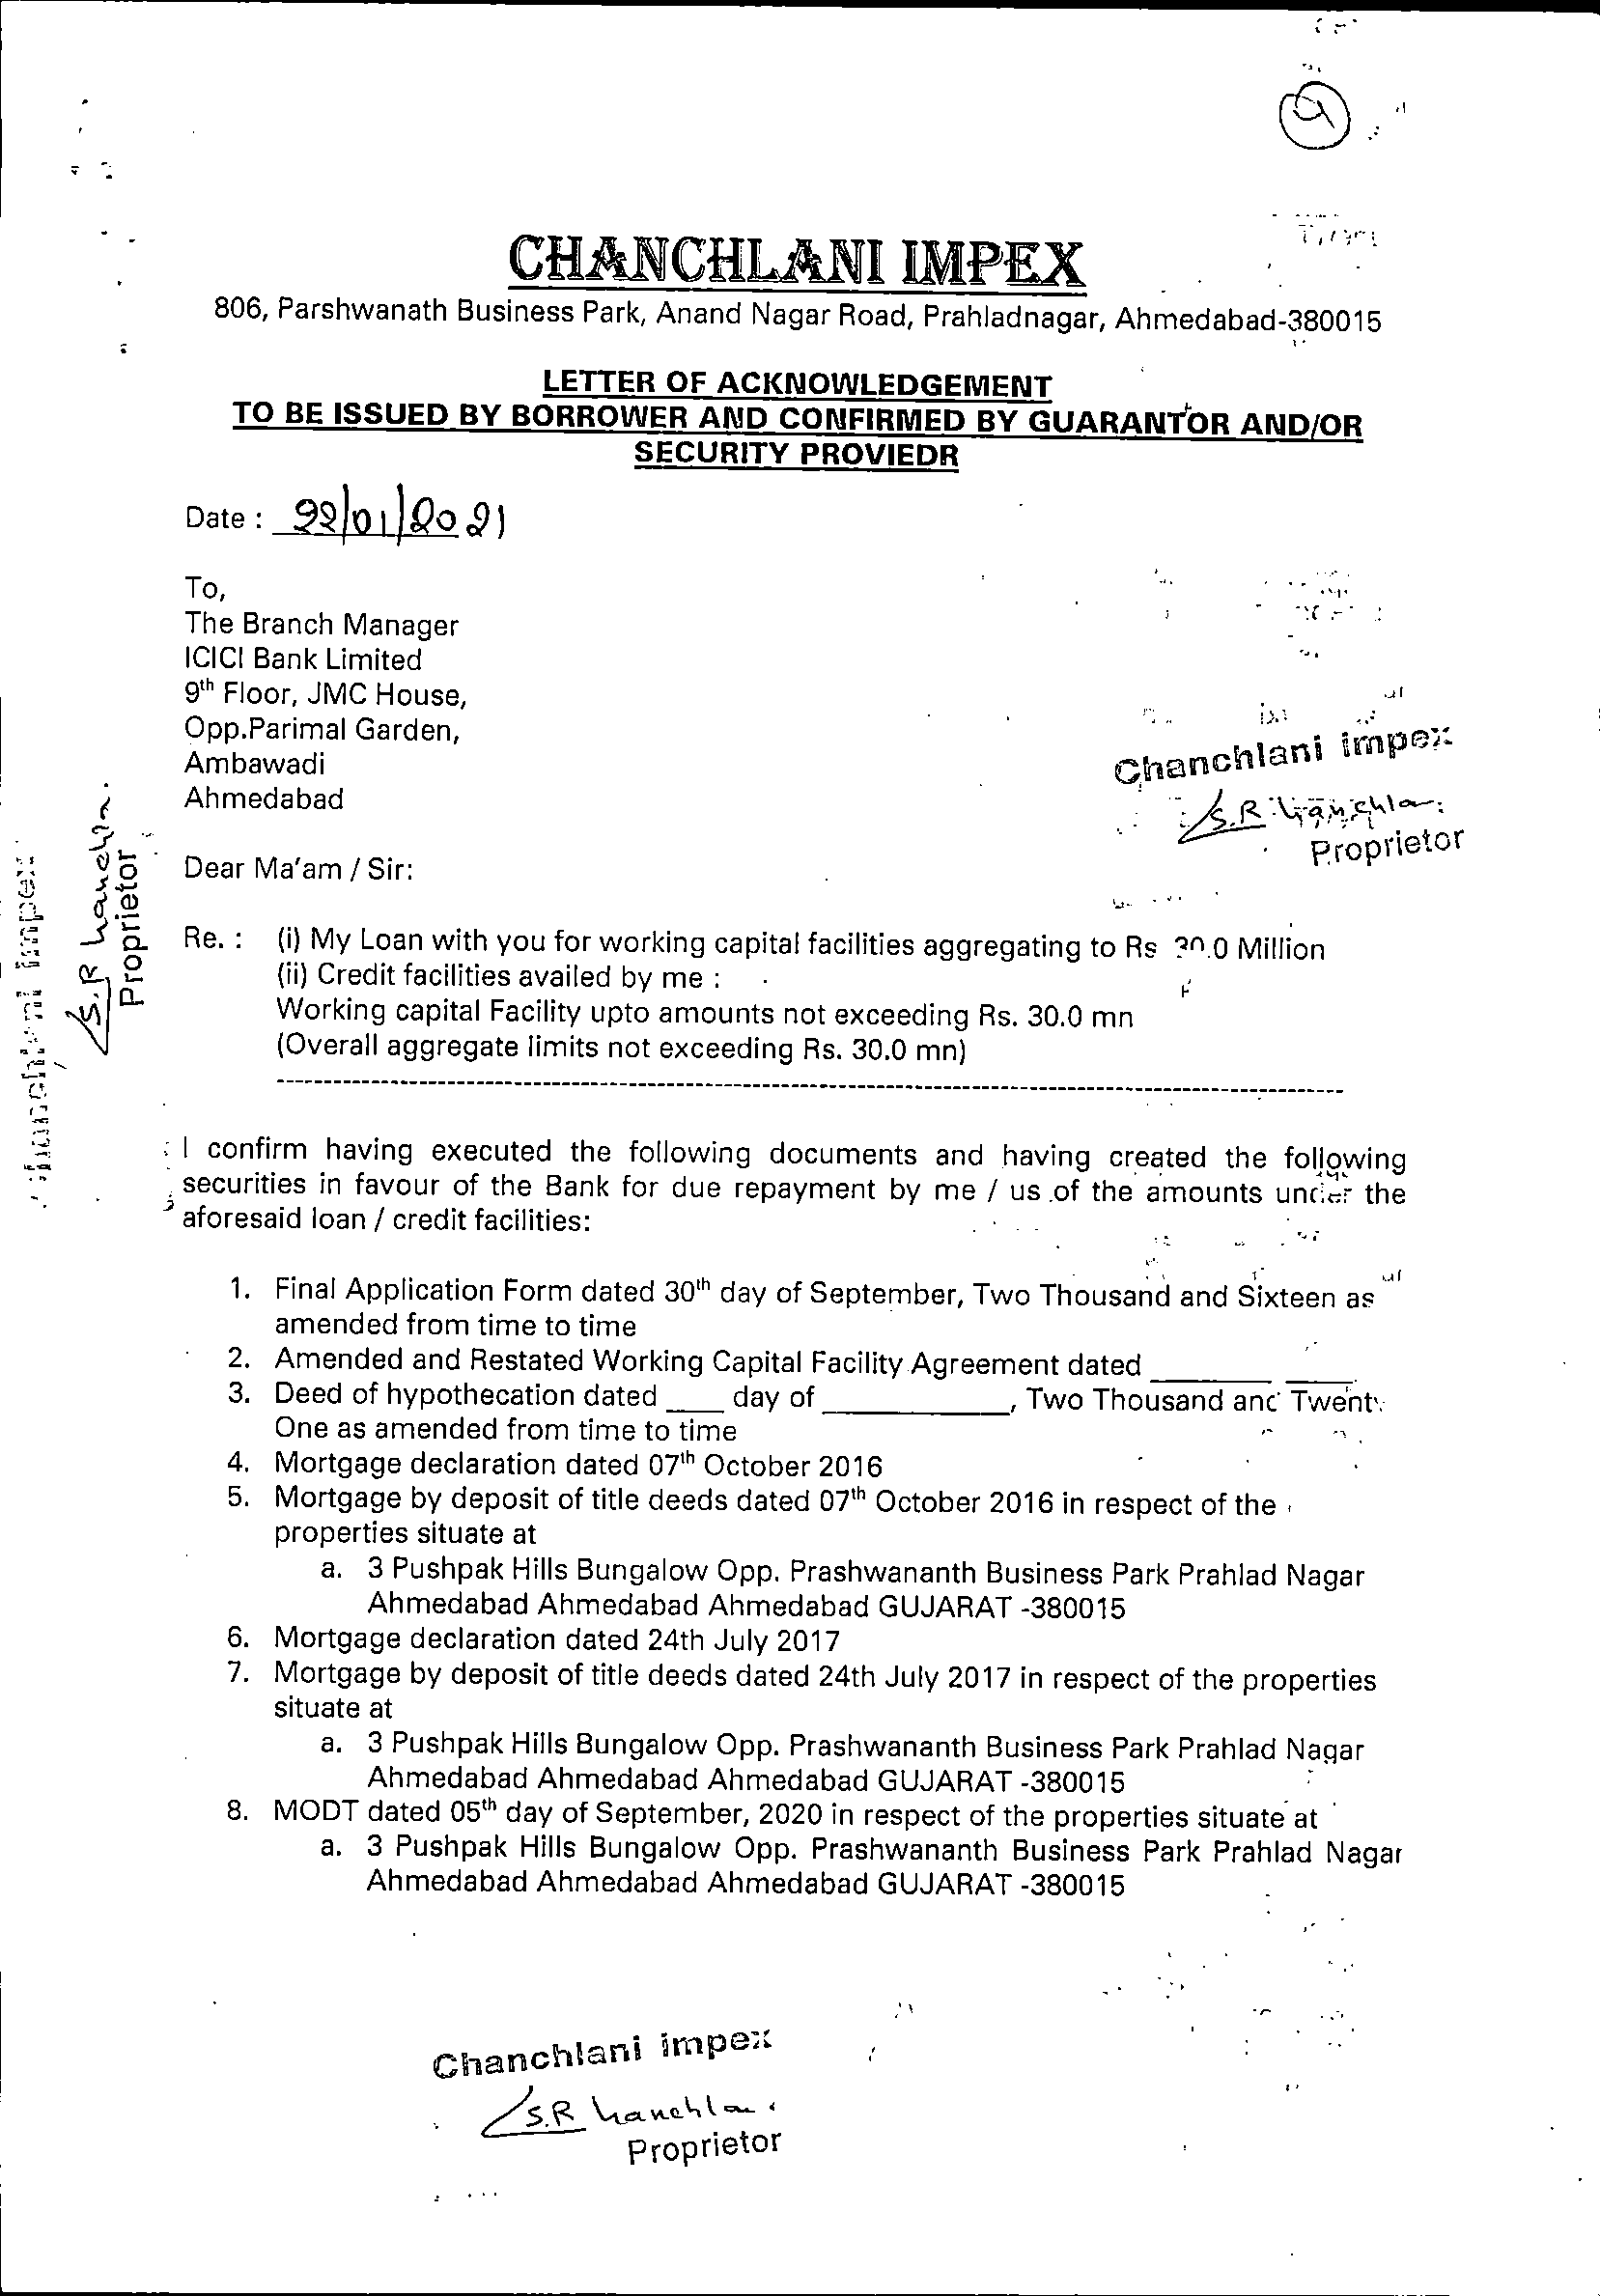 CHANCHLANI IMPEX
806, Parshwanath Business Park, Anand Nagar Road, Prahladnagar, Ahmedabad-380015
LETTER OF ACKNOWLEDGEMENT
TO BE ISSUED BY BORROWER AND CONFIRMED BY GUARANTOR AND/OR
SECURITY PROVIEDR
Date : 22/01/2021
To,
The Branch Manager
ICICI Bank Limited
9th Floor, JMC House,
Opp.Parimal Garden,
Ambawadi
Ahmedabad
Chanchlani impex
S.R
Proprietor
Proprietor
Dear Ma'am / Sir:
Re. : (i) My Loan with you for working capital facilities aggregating to Rs 30.0 Million
(ii) Credit facilities availed by me :
Working capital Facility upto amounts not exceeding Rs. 30.0 mn
(Overall aggregate limits not exceeding Rs. 30.0 mn)
I confirm having executed the following documents and having created the following
securities in favour of the Bank for due repayment by me / us of the amounts under the
aforesaid loan / credit facilities:
1. Final Application Form dated 30th day of September, Two Thousand and Sixteen as
amended from time to time
2. Amended and Restated Working Capital Facility Agreement dated ________ ____.
3. Deed of hypothecation dated ____ day of ____________, Two Thousand and Twenty
One as amended from time to time
4. Mortgage declaration dated 07th October 2016
5. Mortgage by deposit of title deeds dated 07th October 2016 in respect of the
properties situate at
a. 3 Pushpak Hills Bungalow Opp. Prashwananth Business Park Prahlad Nagar
Ahmedabad Ahmedabad Ahmedabad GUJARAT -380015
6. Mortgage declaration dated 24th July 2017
7. Mortgage by deposit of title deeds dated 24th July 2017 in respect of the properties
situate at
a. 3 Pushpak Hills Bungalow Opp. Prashwananth Business Park Prahlad Nagar
Ahmedabad Ahmedabad Ahmedabad GUJARAT -380015
8. MODT dated 05th day of September, 2020 in respect of the properties situate at
a. 3 Pushpak Hills Bungalow Opp. Prashwananth Business Park Prahlad Nagar
Ahmedabad Ahmedabad Ahmedabad GUJARAT -380015
Chanchlani impex
S.R
Proprietor